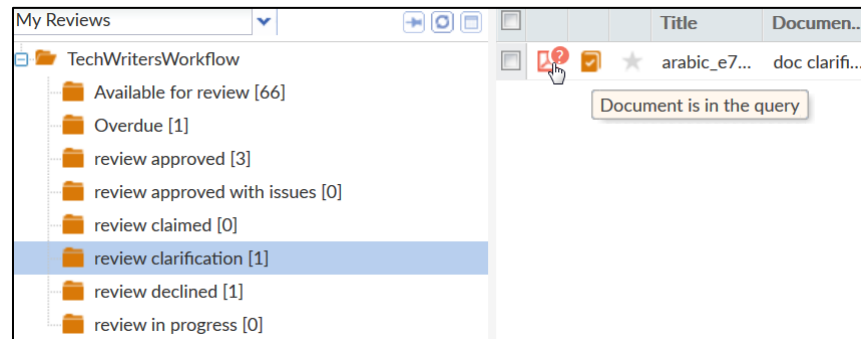 My Reviews
TechWritersWorkflow
Available for review [66]
Overdue [1]
review approved [3]
review approved with issues [0]
review claimed [0]
review clarification [1]
review declined [1]
review in progress [0]
Title Documen...
? arabic_e7... doc clarifi...
Document is in the query